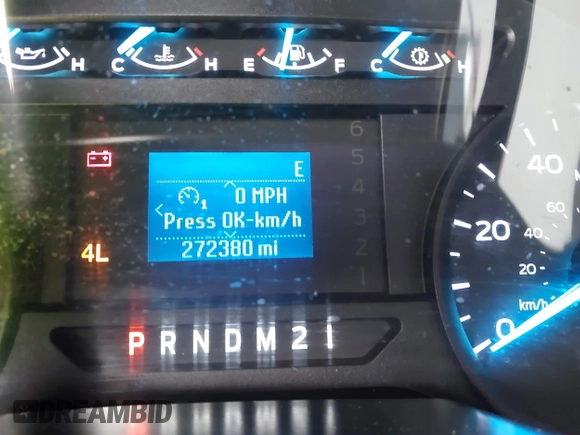 H C H E F C H
6
5
4
3
2
1
E
1 0 MPH
Press OK-km/h
272380 mi
4L
P R N D M 2 1
40
20
0
40
20
km/h
DREAMBID